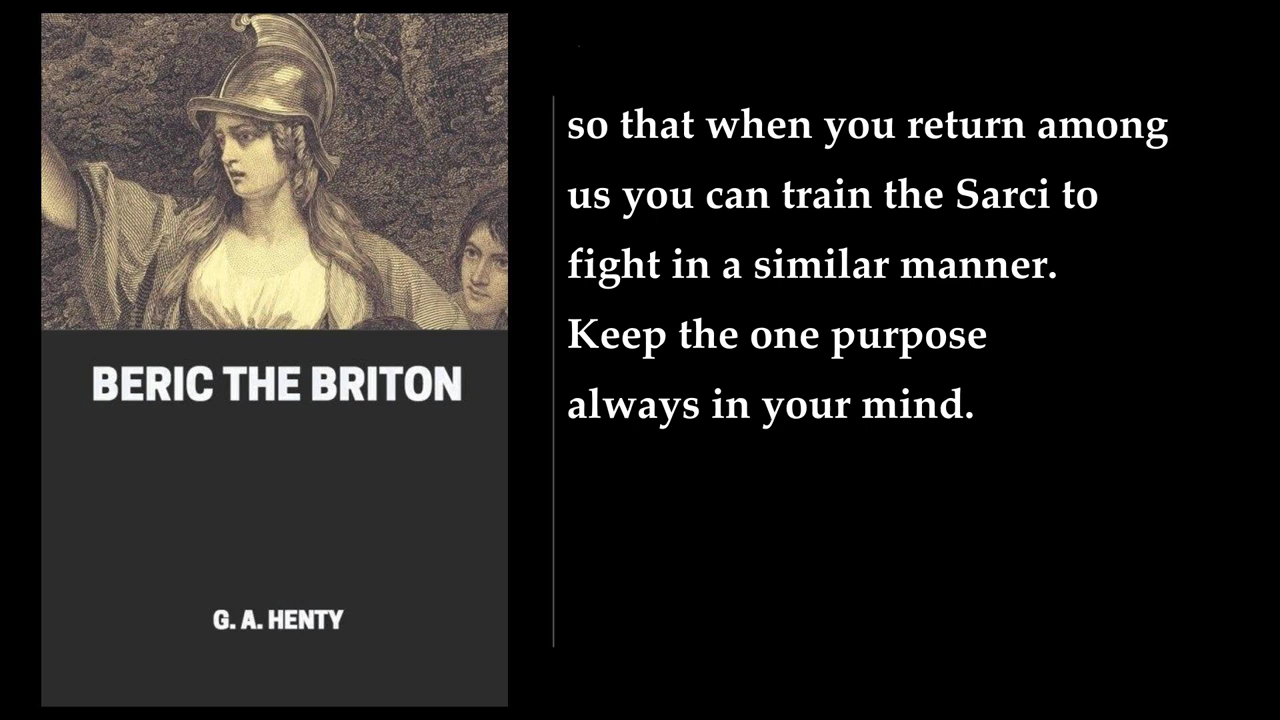 BERIC THE BRITON
G. A. HENTY
so that when you return among
us you can train the Sarci to
fight in a similar manner.
Keep the one purpose
always in your mind.